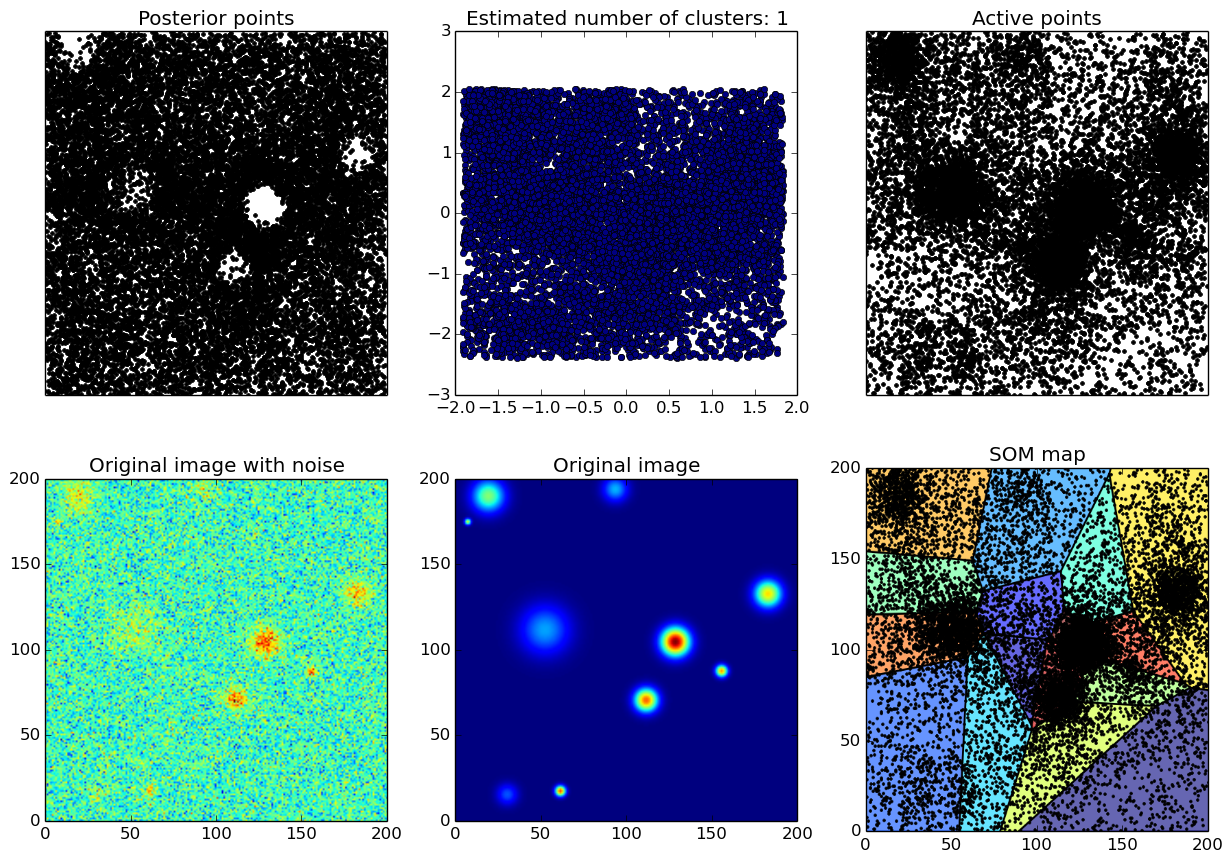 Posterior points
Estimated number of clusters: 1
Active points
3
2
1
0
−1
−2
−3
−2.0 −1.5 −1.0 −0.5 0.0 0.5 1.0 1.5 2.0
Original image with noise
Original image
SOM map
200
150
100
50
0
0 50 100 150 200
200
150
100
50
0
0 50 100 150 200
200
150
100
50
0
0 50 100 150 200